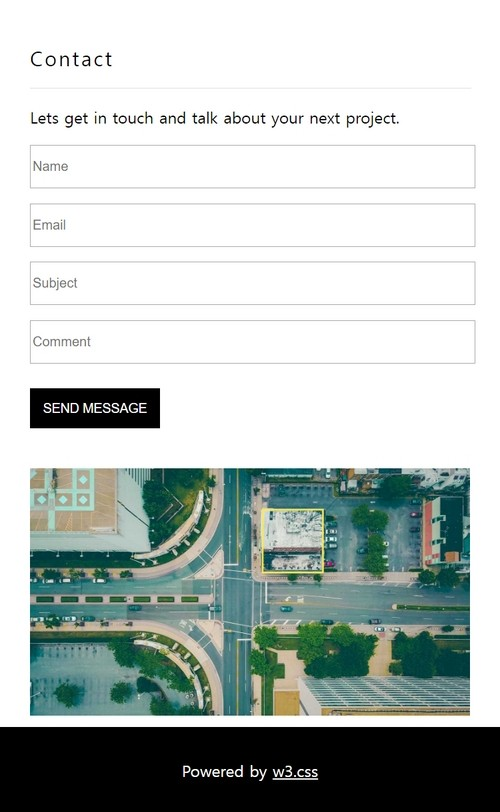 Contact
Lets get in touch and talk about your next project.
Name
Email
Subject
Comment
SEND MESSAGE
Powered by w3.css